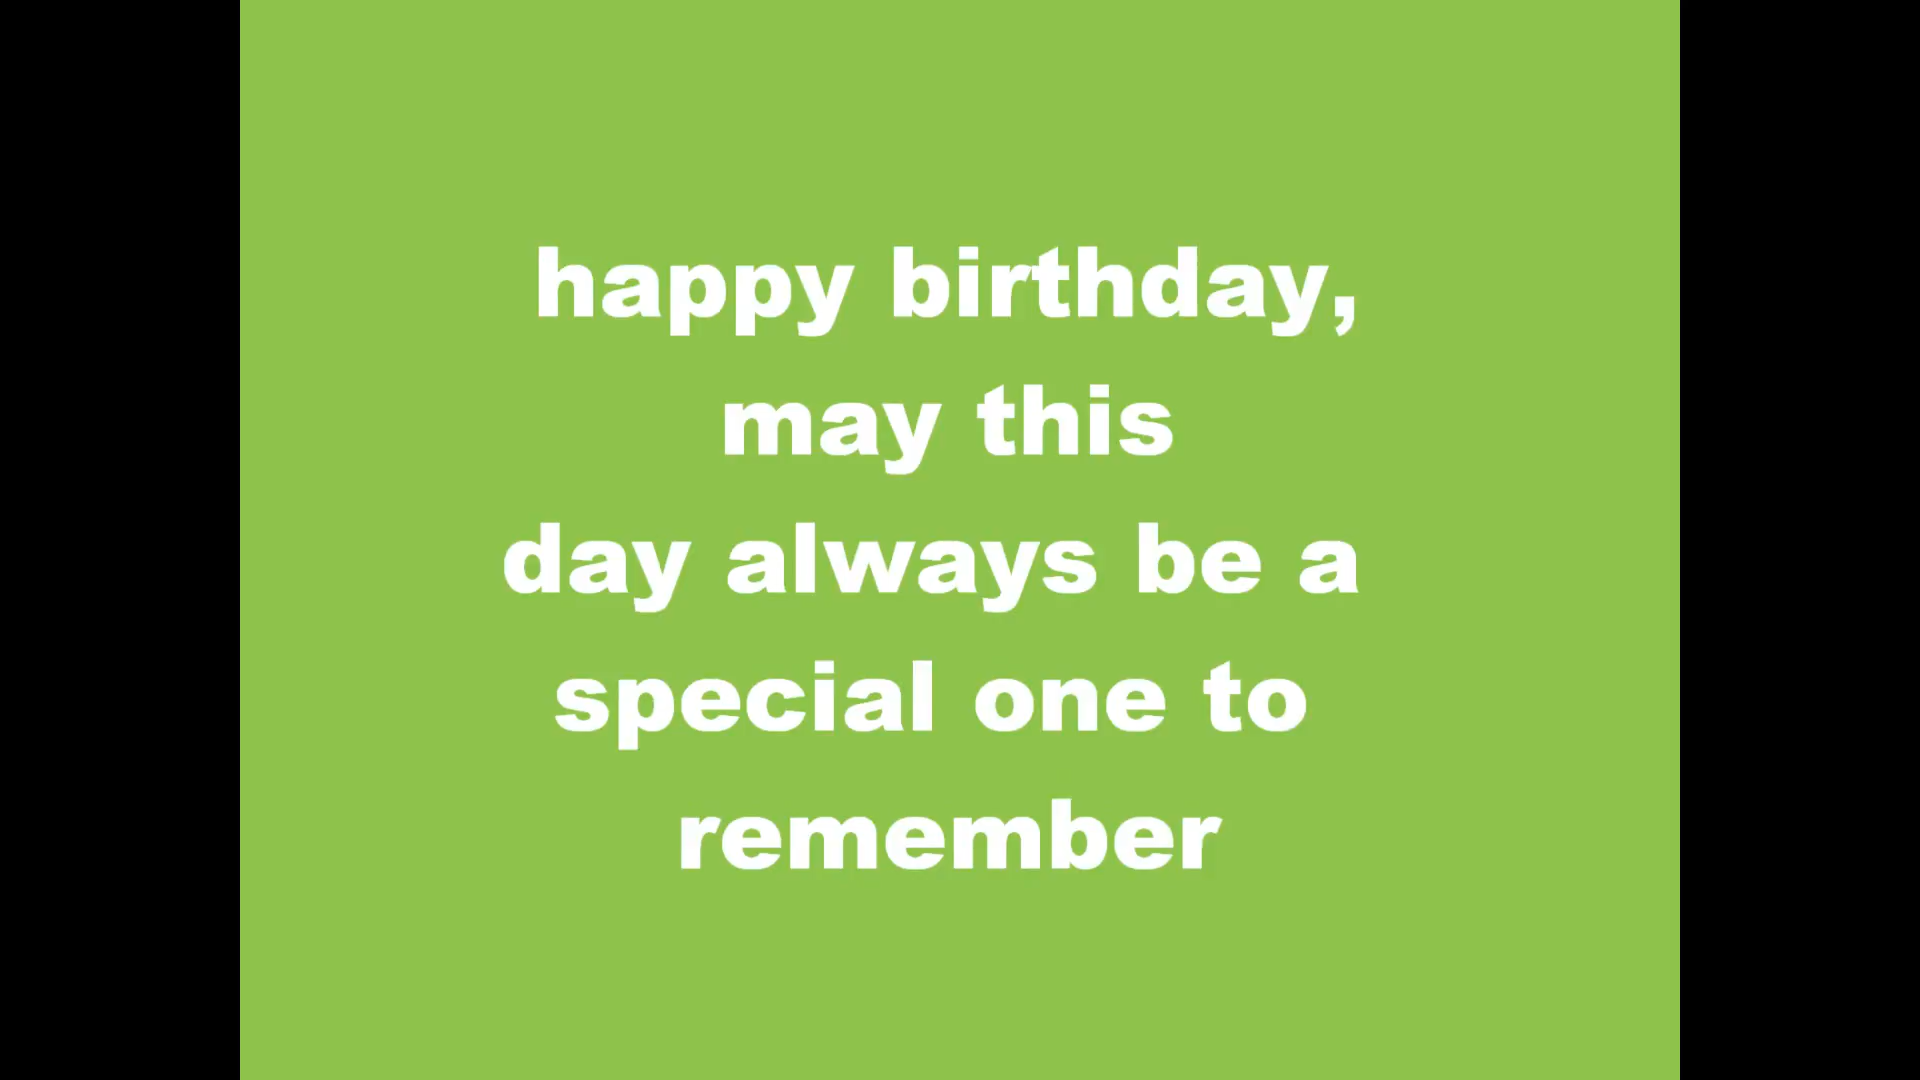 happy birthday,
may this
day always be a
special one to
remember